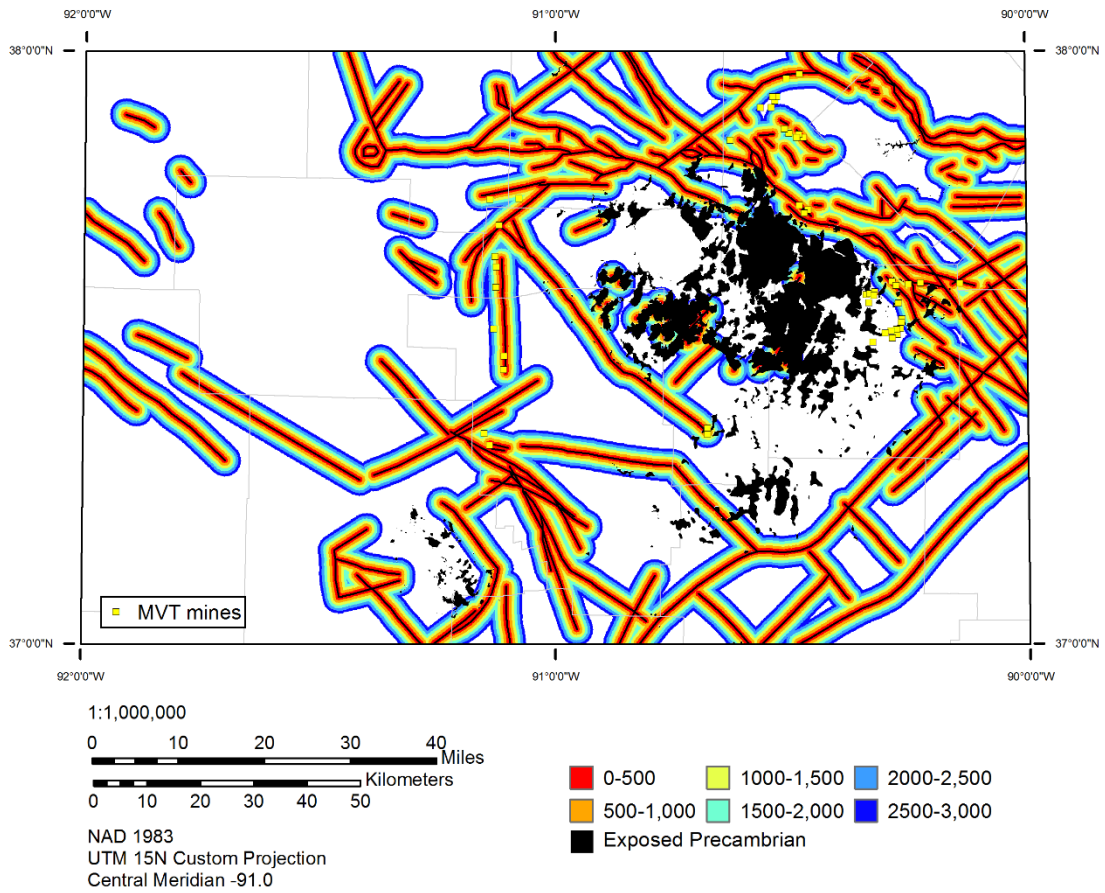 92°0'0"W 91°0'0"W 90°0'0"W
38°0'0"N 38°0'0"N
MVT mines
37°0'0"N 37°0'0"N
92°0'0"W 91°0'0"W 90°0'0"W
1:1,000,000
0 10 20 30 40 Miles
Kilometers
0 10 20 30 40 50
NAD 1983
UTM 15N Custom Projection
Central Meridian -91.0
0-500 1000-1,500 2000-2,500
500-1,000 1500-2,000 2500-3,000
Exposed Precambrian